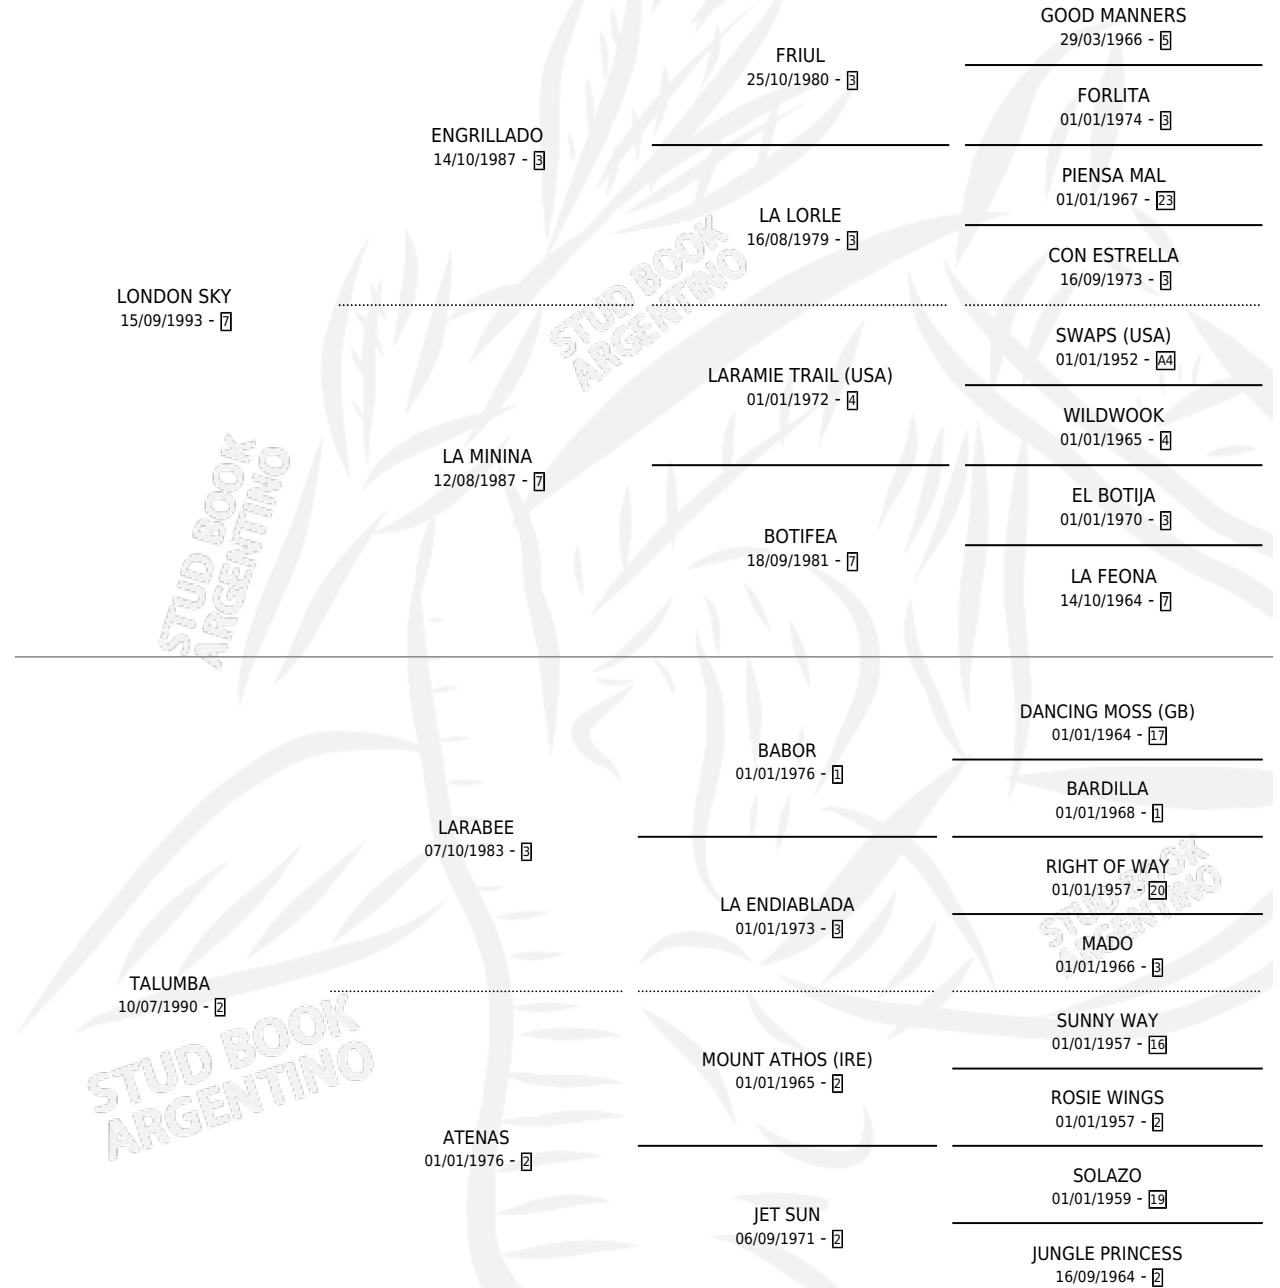 GOOD MANNERS
29/03/1966 - 5
FRIUL
25/10/1980 - 3
FORLITA
01/01/1974 - 3
ENGRILLADO
14/10/1987 - 3
PIENSA MAL
01/01/1967 - 23
LA LORLE
16/08/1979 - 3
CON ESTRELLA
16/09/1973 - 3
LONDON SKY
15/09/1993 - 7
STUD BOOK
ARGENTINO
SWAPS (USA)
01/01/1952 - A4
LARAMIE TRAIL (USA)
01/01/1972 - 4
WILDWOOK
01/01/1965 - 4
LA MININA
12/08/1987 - 7
EL BOTIJA
01/01/1970 - 3
BOTIFEA
18/09/1981 - 7
LA FEONA
14/10/1964 - 7
STUD BOOK
ARGENTINO
DANCING MOSS (GB)
01/01/1964 - 17
BABOR
01/01/1976 - 1
BARDILLA
01/01/1968 - 1
LARABEE
07/10/1983 - 3
RIGHT OF WAY
01/01/1957 - 20
LA ENDIABLADA
01/01/1973 - 3
STUD BOOK
ARGENTINO
MADO
01/01/1966 - 3
TALUMBA
10/07/1990 - 2
SUNNY WAY
01/01/1957 - 16
MOUNT ATHOS (IRE)
01/01/1965 - 2
STUD BOOK
ARGENTINO
ROSIE WINGS
01/01/1957 - 2
ATENAS
01/01/1976 - 2
SOLAZO
01/01/1959 - 19
JET SUN
06/09/1971 - 2
JUNGLE PRINCESS
16/09/1964 - 2